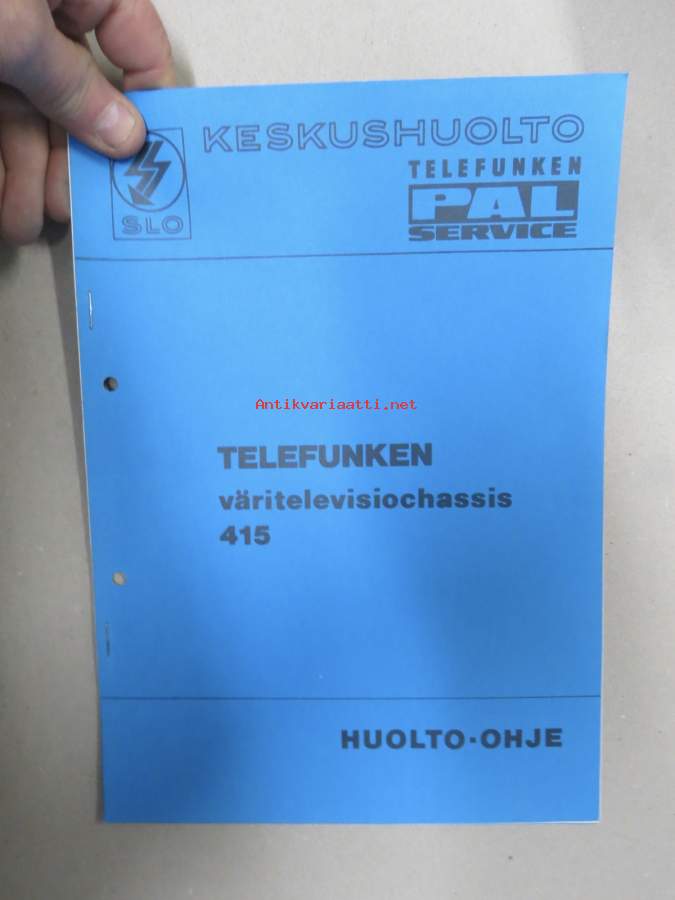 KESKUSHUOLTO
SLO
TELEFUNKEN
PAL
SERVICE
Antikvariaatti.net
TELEFUNKEN
väritelevisiochassis
415
HUOLTO-OHJE